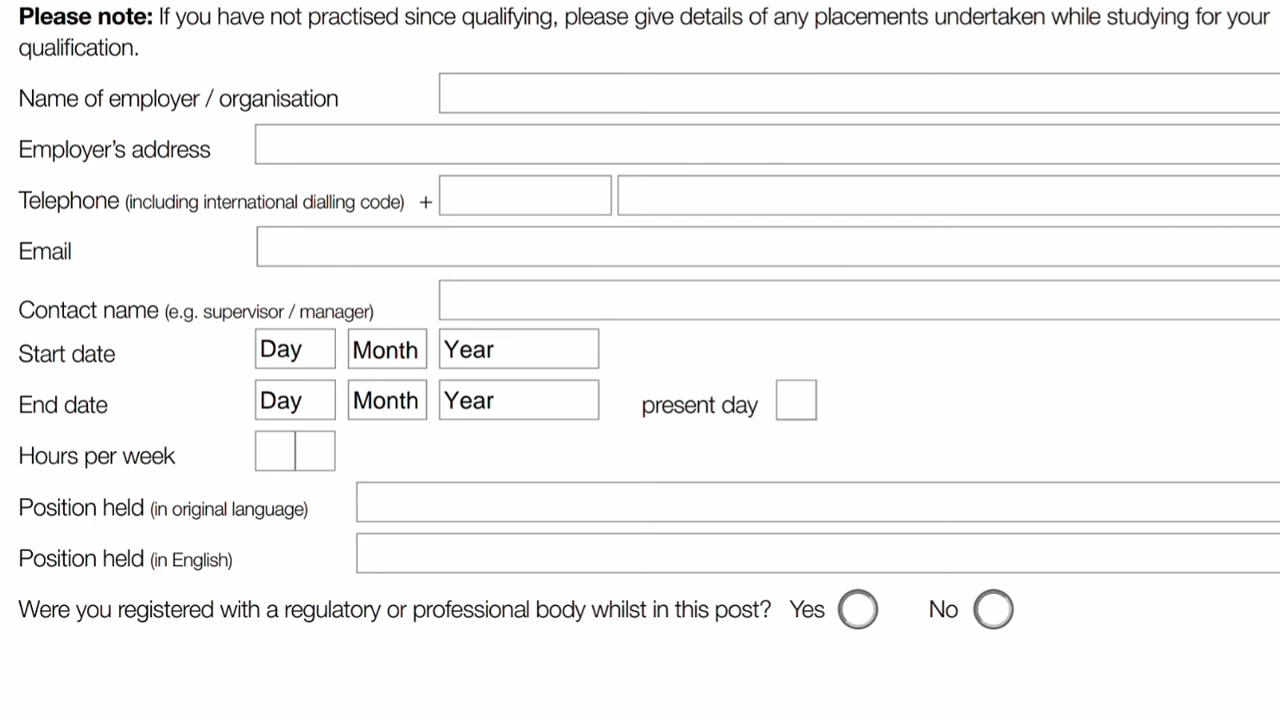 Please note: If you have not practised since qualifying, please give details of any placements undertaken while studying for your
qualification.
Name of employer / organisation
Employer’s address
Telephone (including international dialling code) +
Email
Contact name (e.g. supervisor / manager)
Start date Day Month Year
End date Day Month Year present day
Hours per week
Position held (in original language)
Position held (in English)
Were you registered with a regulatory or professional body whilst in this post? Yes No